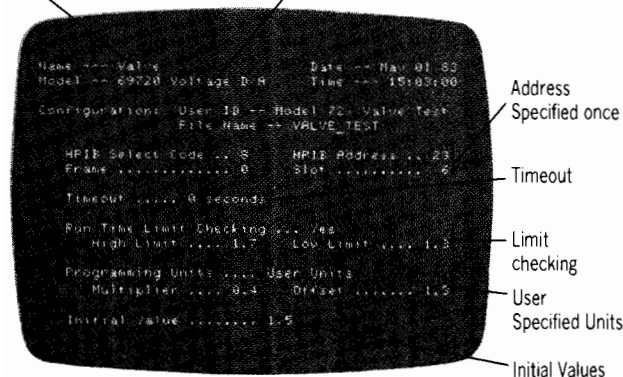 Name --- Valve Date -- May 01 83
Model -- 69720 Voltage D A Time --- 15:03:00
Configuration: User ID -- Model 72. Valve Test
File Name -- VALVE_TEST
HPIB Select Code .. 8 HPIB Address .. 23
Frame ............. 0 Slot .......... 6
Timeout ..... 0 seconds
Run Time Limit Checking ... Yes
High Limit .... 1.7 Low Limit .... 1.3
Programming Units .... User Units
Multiplier .... 0.4 Offset ....... 1.5
Initial Value ........ 1.5
Address
Specified once
Timeout
Limit
checking
User
Specified Units
Initial Values